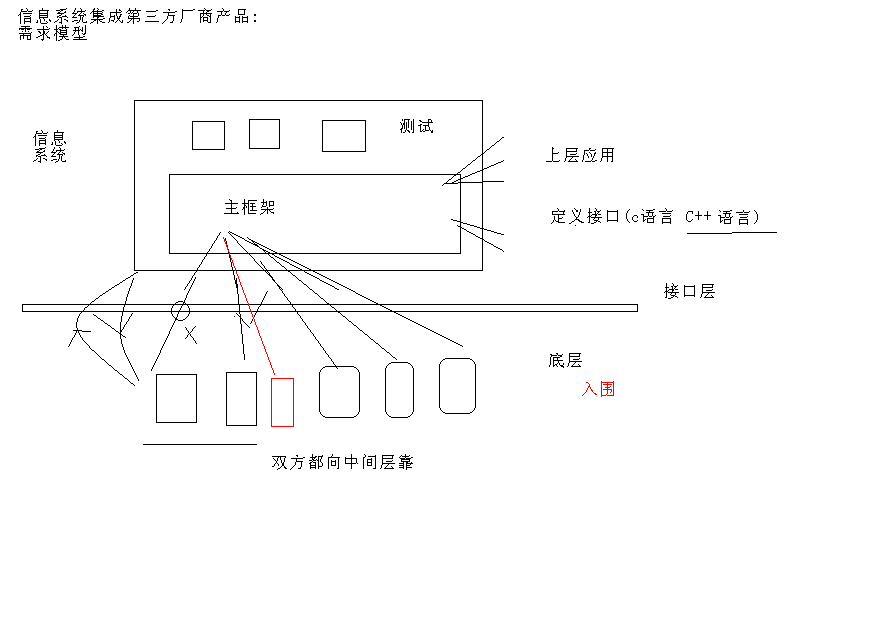 信息系统集成第三方厂商产品:
需求模型
测试
信息
系统
上层应用
主框架
定义接口(c语言 C++ 语言)
接口层
底层
入围
双方都向中间层靠